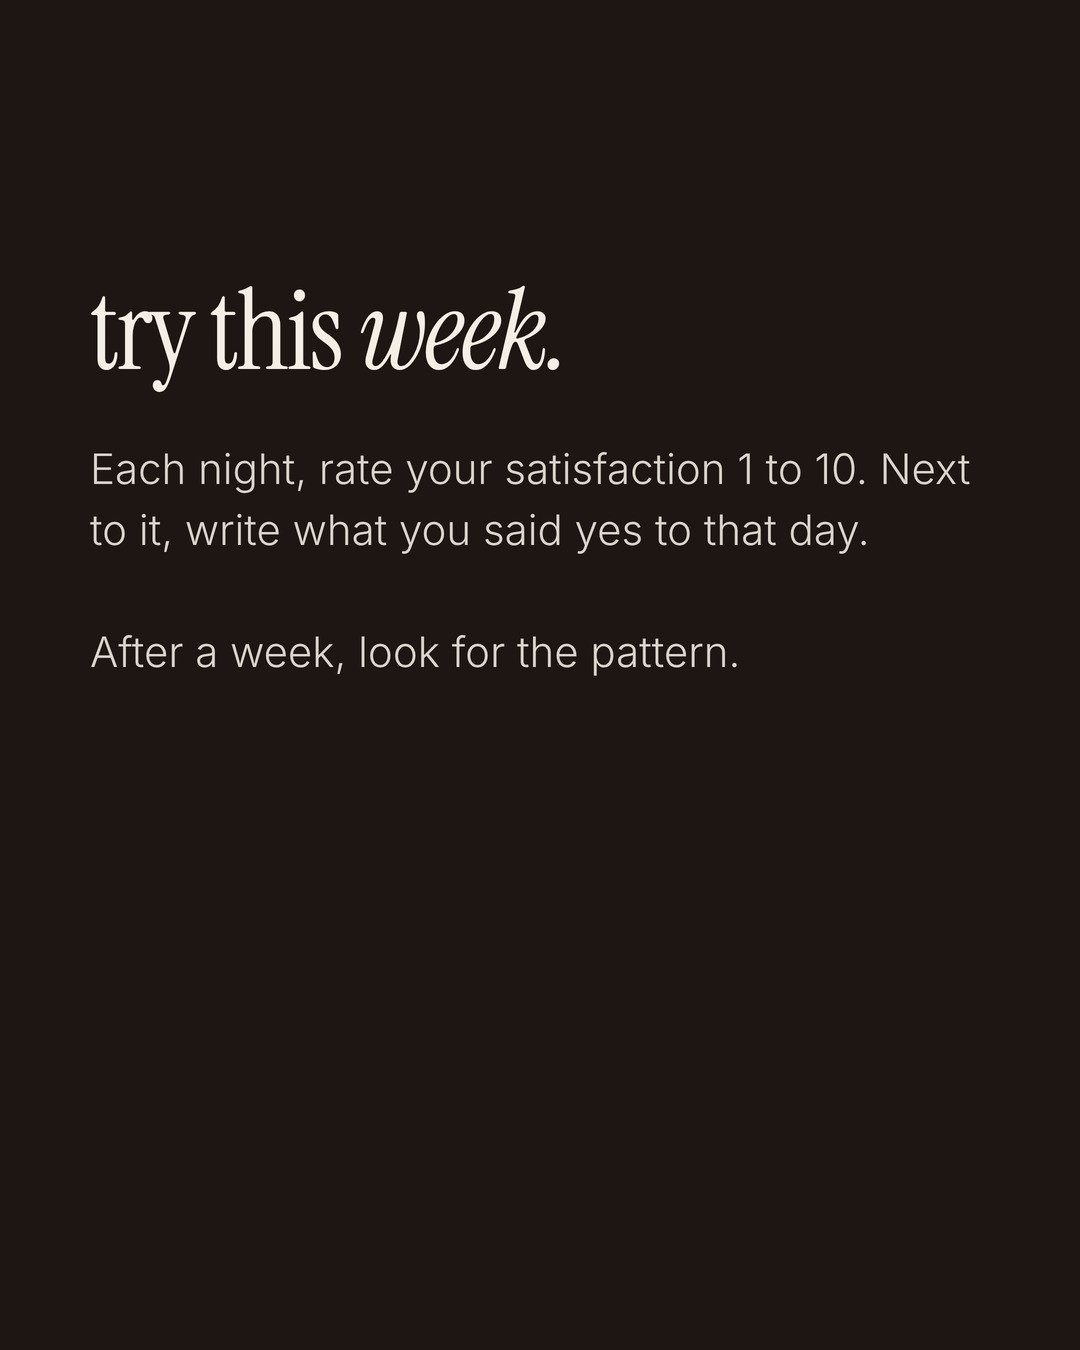 try this week.
Each night, rate your satisfaction 1 to 10. Next
to it, write what you said yes to that day.
After a week, look for the pattern.